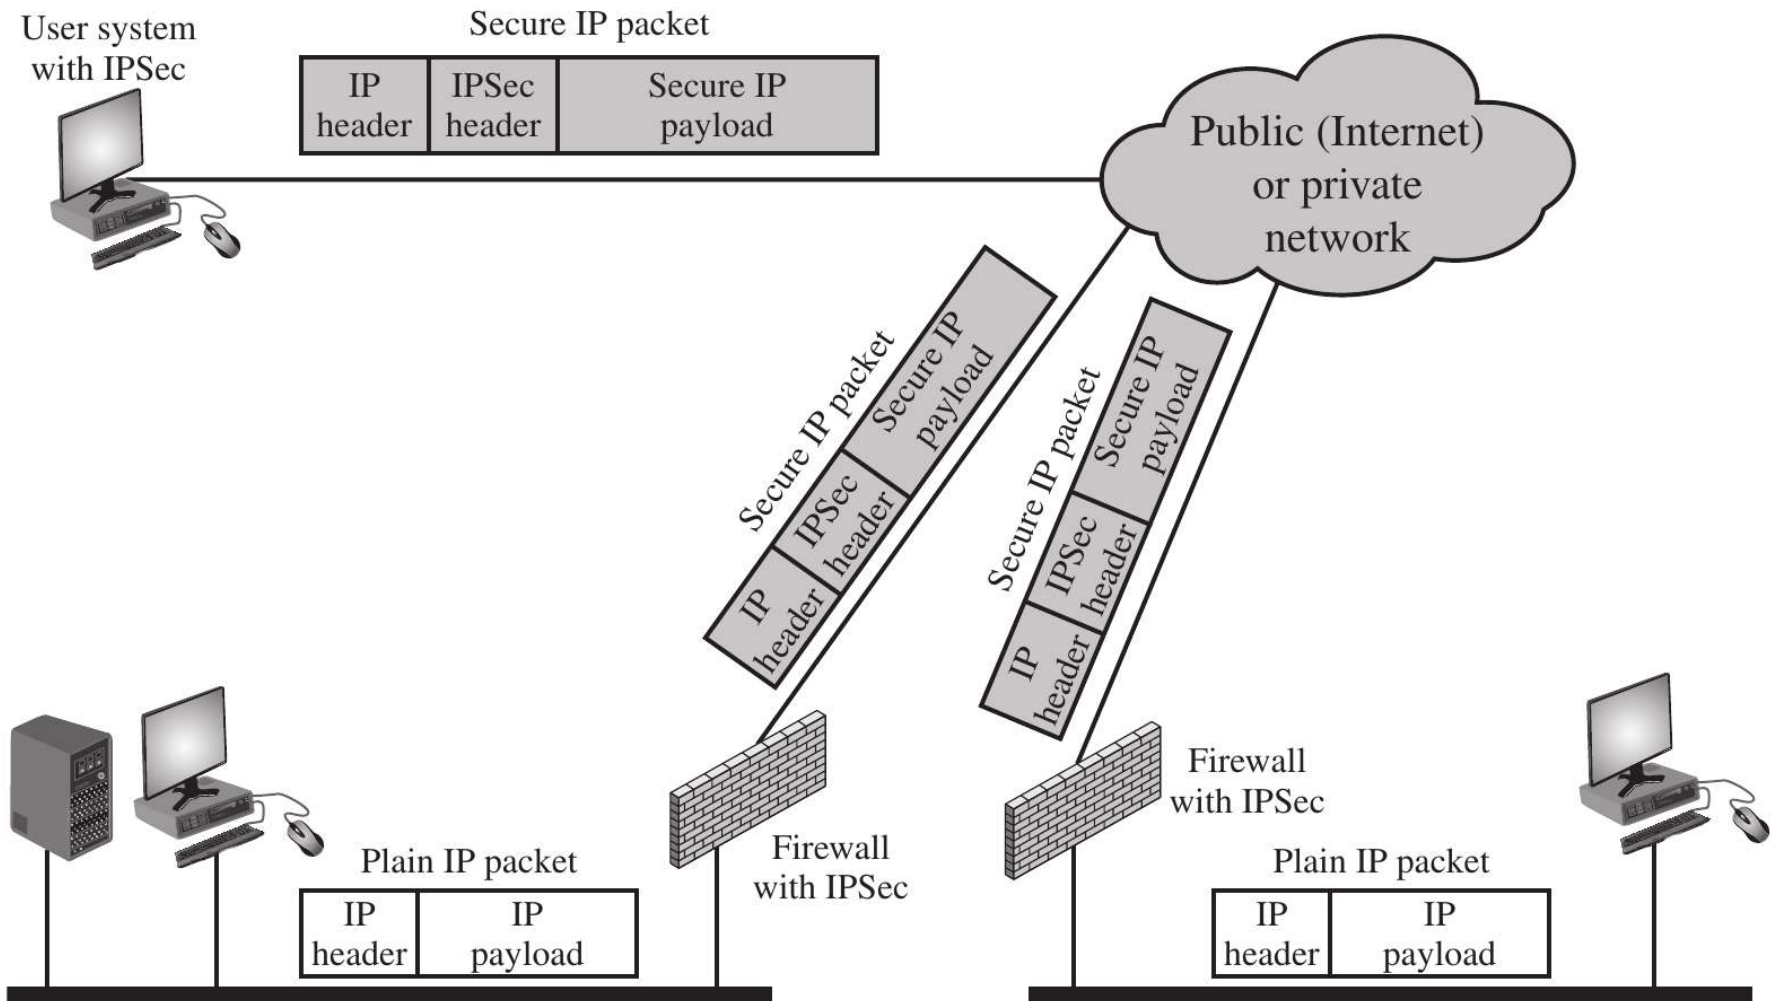 User system
with IPSec
Secure IP packet
IP
header
IPSec
header
Secure IP
payload
Public (Internet)
or private
network
Secure IP packet
IP
header
IPSec
header
Secure IP
payload
Secure IP packet
IP
header
IPSec
header
Secure IP
payload
Firewall
with IPSec
Firewall
with IPSec
Plain IP packet
IP
header
IP
payload
Plain IP packet
IP
header
IP
payload